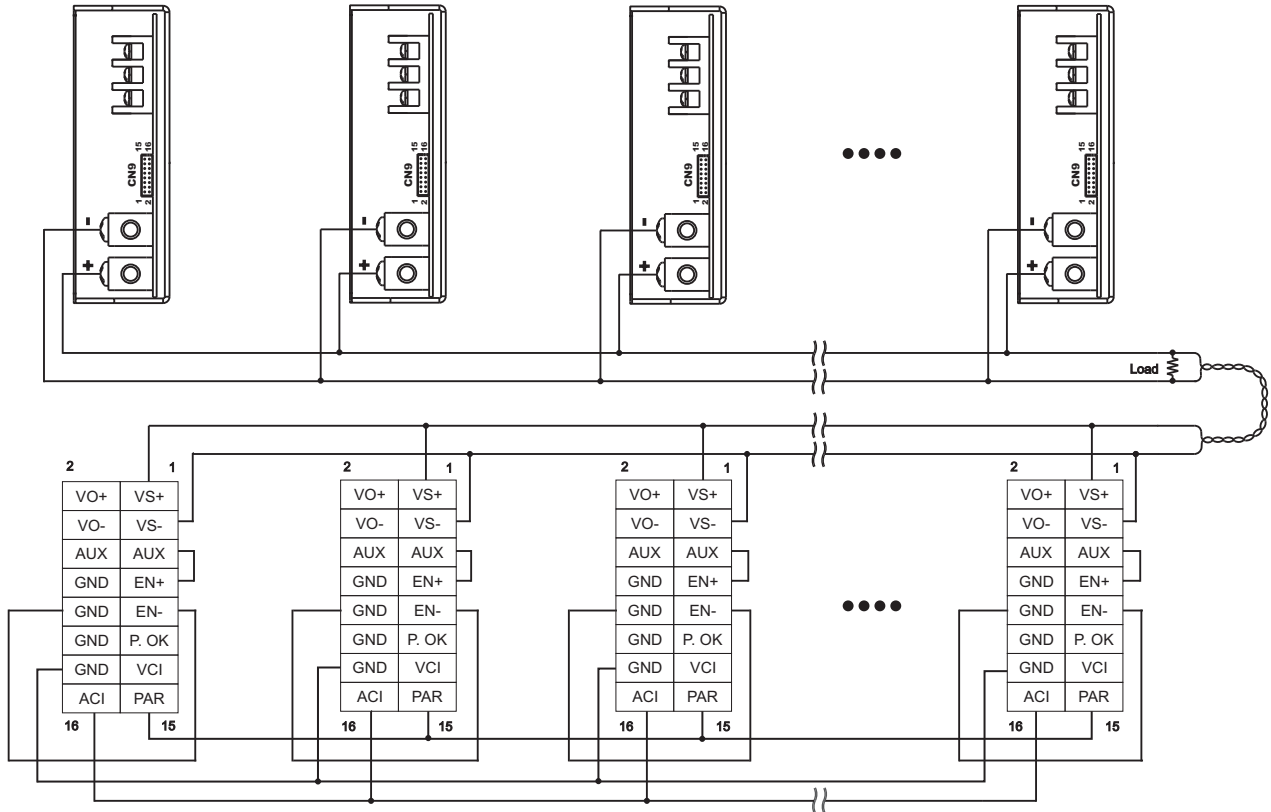 15 16
CN9
1 2
-
+
15 16
CN9
1 2
-
+
15 16
CN9
1 2
-
+
15 16
CN9
1 2
-
+
Load
2 1
VO+ VS+
VO- VS-
AUX AUX
GND EN+
GND EN-
GND P. OK
GND VCI
ACI PAR
16 15
2 1
VO+ VS+
VO- VS-
AUX AUX
GND EN+
GND EN-
GND P. OK
GND VCI
ACI PAR
16 15
2 1
VO+ VS+
VO- VS-
AUX AUX
GND EN+
GND EN-
GND P. OK
GND VCI
ACI PAR
16 15
2 1
VO+ VS+
VO- VS-
AUX AUX
GND EN+
GND EN-
GND P. OK
GND VCI
ACI PAR
16 15